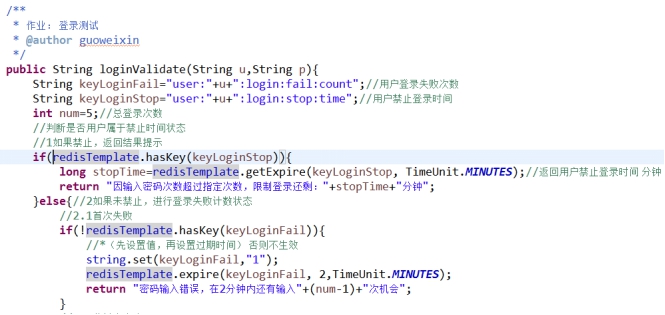 /**
 * 作业: 登录测试
 * @author guoweixin
 */
public String loginValidate(String u,String p){
    String keyLoginFail="user:"+u+":login:fail:count";//用户登录失败次数
    String keyLoginStop="user:"+u+":login:stop:time";//用户禁止登录时间
    int num=5;//总登录次数
    //判断是否用户属于禁止时间状态
    //1如果禁止，返回结果提示
    if(redisTemplate.hasKey(keyLoginStop)){
        long stopTime=redisTemplate.getExpire(keyLoginStop, TimeUnit.MINUTES);//返回用户禁止登录时间 分钟
        return "因输入密码次数超过指定次数，限制登录还剩："+stopTime+"分钟";
    }else{//2如果未禁止，进行登录失败计数状态
        //2.1首次失败
        if(!redisTemplate.hasKey(keyLoginFail)){
            //*（先设置值，再设置过期时间）否则不生效
            string.set(keyLoginFail,"1");
            redisTemplate.expire(keyLoginFail, 2,TimeUnit.MINUTES);
            return "密码输入错误，在2分钟内还有输入"+(num-1)+"次机会";
        }